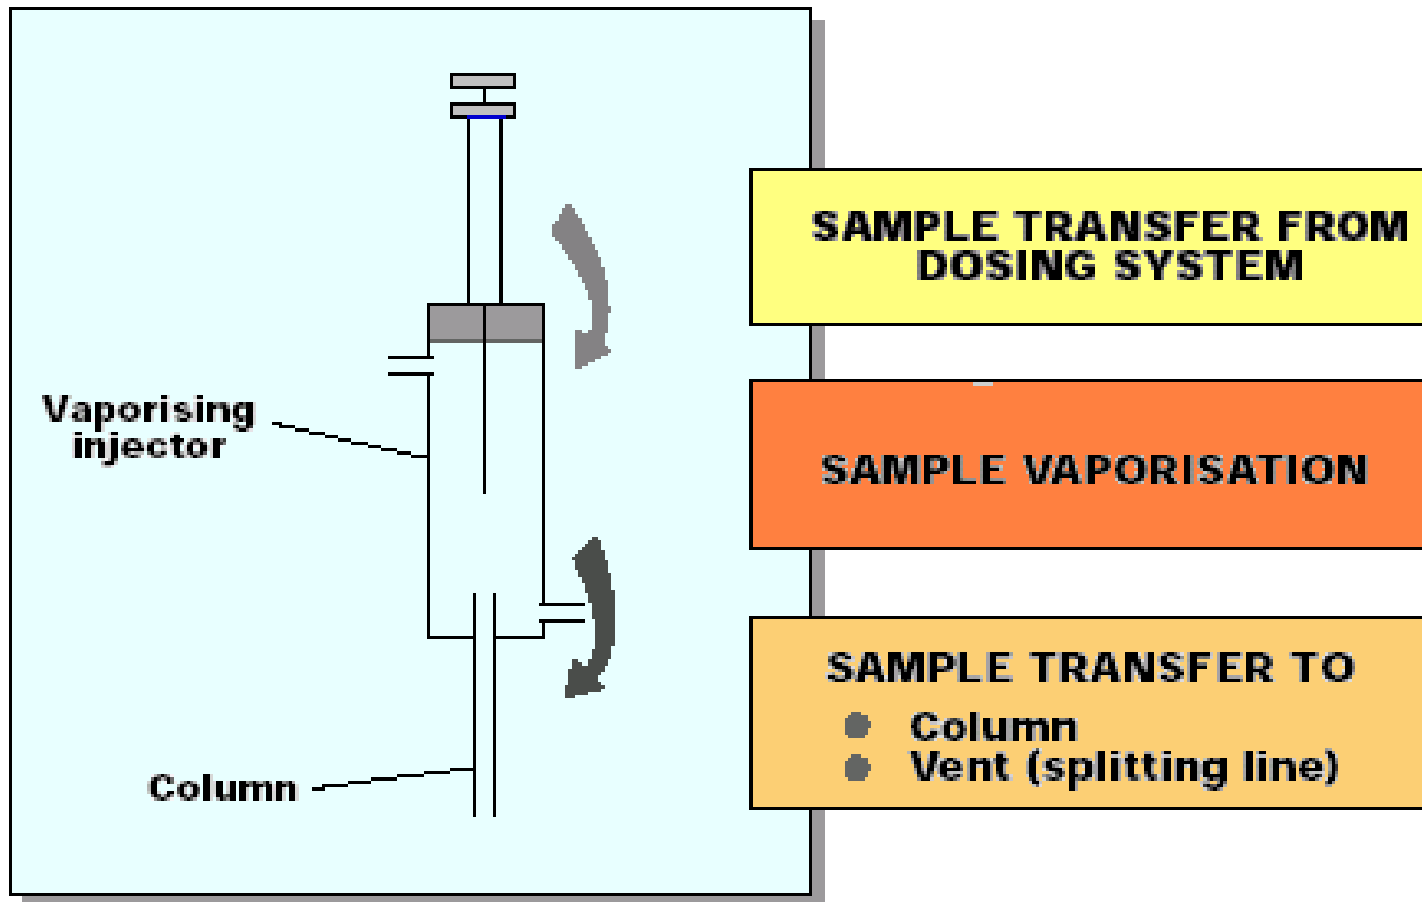 SAMPLE TRANSFER FROM
DOSING SYSTEM
Vaporising
injector
SAMPLE VAPORISATION
SAMPLE TRANSFER TO
Column
Vent (splitting line)
Column